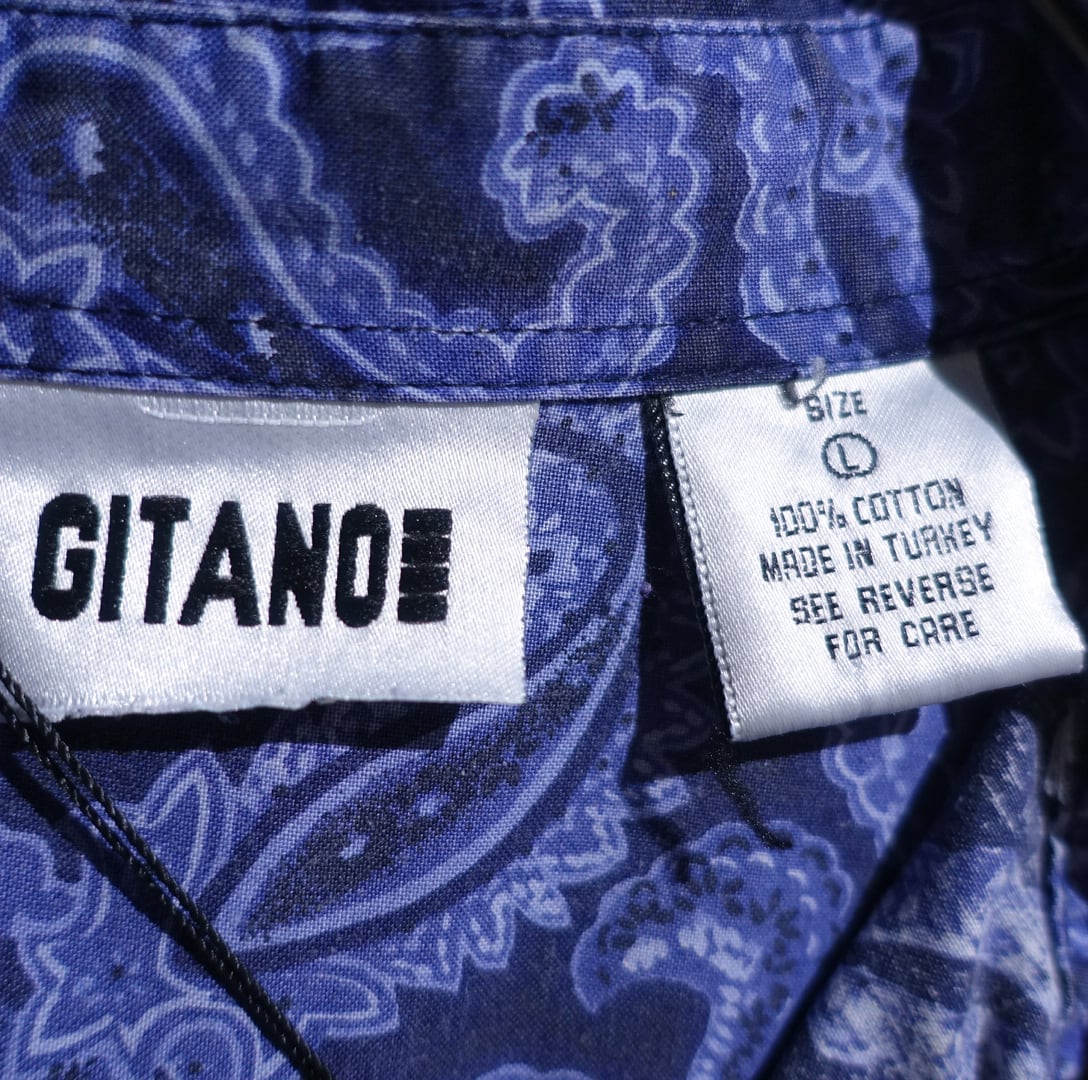 GITANO
SIZE
L
100% COTTON
MADE IN TURKEY
SEE REVERSE
FOR CARE